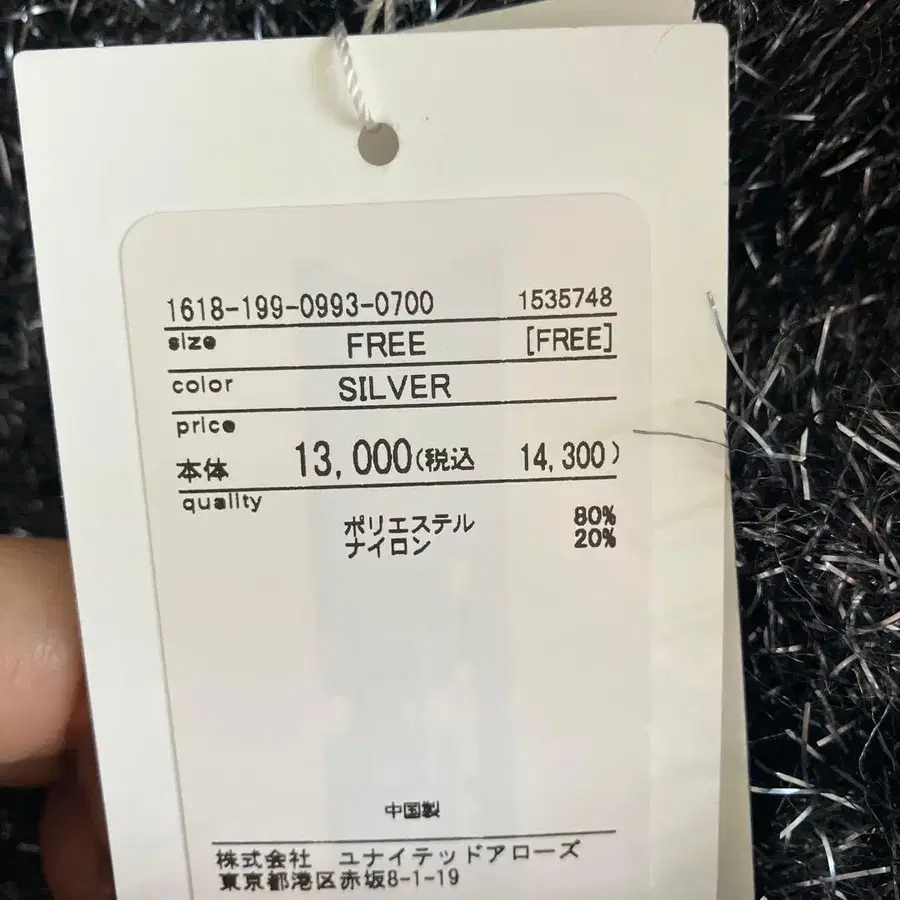 1618-199-0993-0700 1535748
size FREE [FREE]
color SILVER
price
本体 13,000(税込 14,300)
quality
ポリエステル 80%
ナイロン 20%
中国製
株式会社 ユナイテッドアローズ
東京都港区赤坂8-1-19